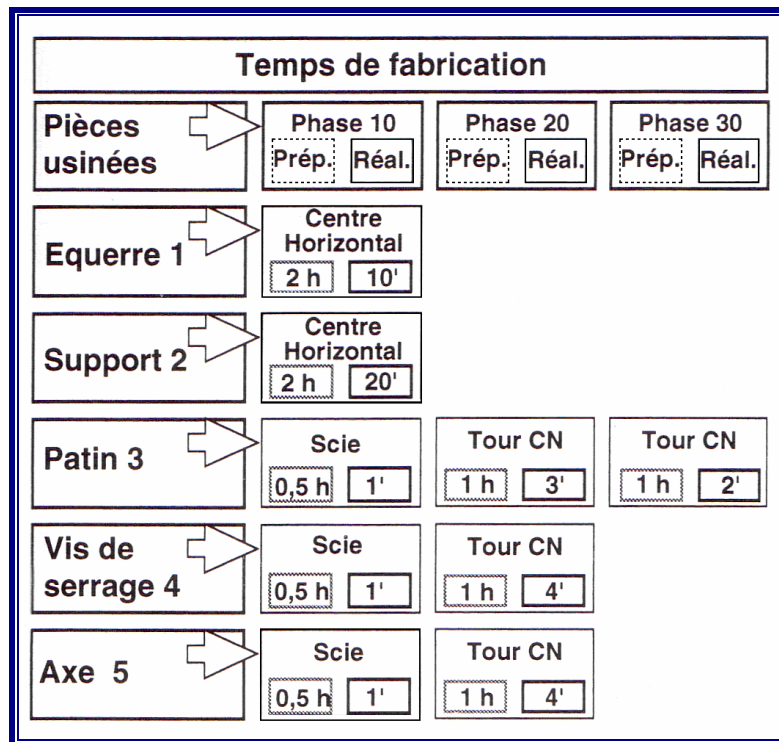 Temps de fabrication
Pièces usinées
Phase 10
Prép. Réal.
Phase 20
Prép. Réal.
Phase 30
Prép. Réal.
Equerre 1
Centre
Horizontal
2 h 10'
Support 2
Centre
Horizontal
2 h 20'
Patin 3
Scie
0,5 h 1'
Tour CN
1 h 3'
Tour CN
1 h 2'
Vis de
serrage 4
Scie
0,5 h 1'
Tour CN
1 h 4'
Axe 5
Scie
0,5 h 1'
Tour CN
1 h 4'